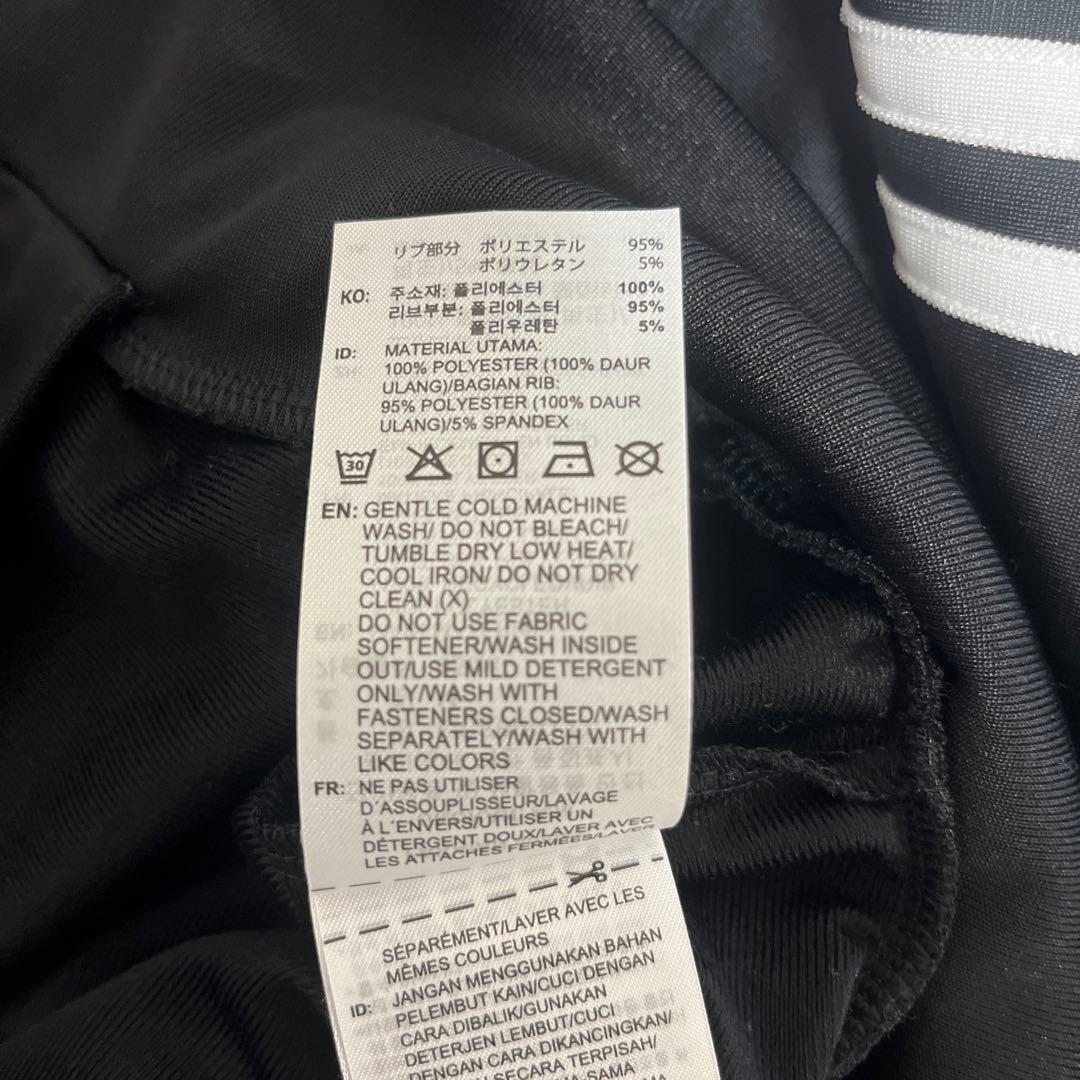 リブ部分 ポリエステル 95%
ポリウレタン 5%
KO: 주소재: 폴리에스터 100%
리브부분: 폴리에스터 95%
폴리우레탄 5%
ID: MATERIAL UTAMA:
100% POLYESTER (100% DAUR
ULANG)/BAGIAN RIB:
95% POLYESTER (100% DAUR
ULANG)/5% SPANDEX
30
EN: GENTLE COLD MACHINE
WASH/ DO NOT BLEACH/
TUMBLE DRY LOW HEAT/
COOL IRON/ DO NOT DRY
CLEAN (X)
DO NOT USE FABRIC
SOFTENER/WASH INSIDE
OUT/USE MILD DETERGENT
ONLY/WASH WITH
FASTENERS CLOSED/WASH
SEPARATELY/WASH WITH
LIKE COLORS
FR: NE PAS UTILISER
D´ASSOUPLISSEUR/LAVAGE
À L´ENVERS/UTILISER UN
DÉTERGENT DOUX/LAVER AVEC
LES ATTACHES FERMÉES/LAVER
SÉPARÉMENT/LAVER AVEC LES
MÊMES COULEURS
ID: JANGAN MENGGUNAKAN BAHAN
PELEMBUT KAIN/CUCI DENGAN
CARA DIBALIK/GUNAKAN
DETERJEN LEMBUT/CUCI
DENGAN CARA DIKANCINGKAN/
SECARA TERPISAH/